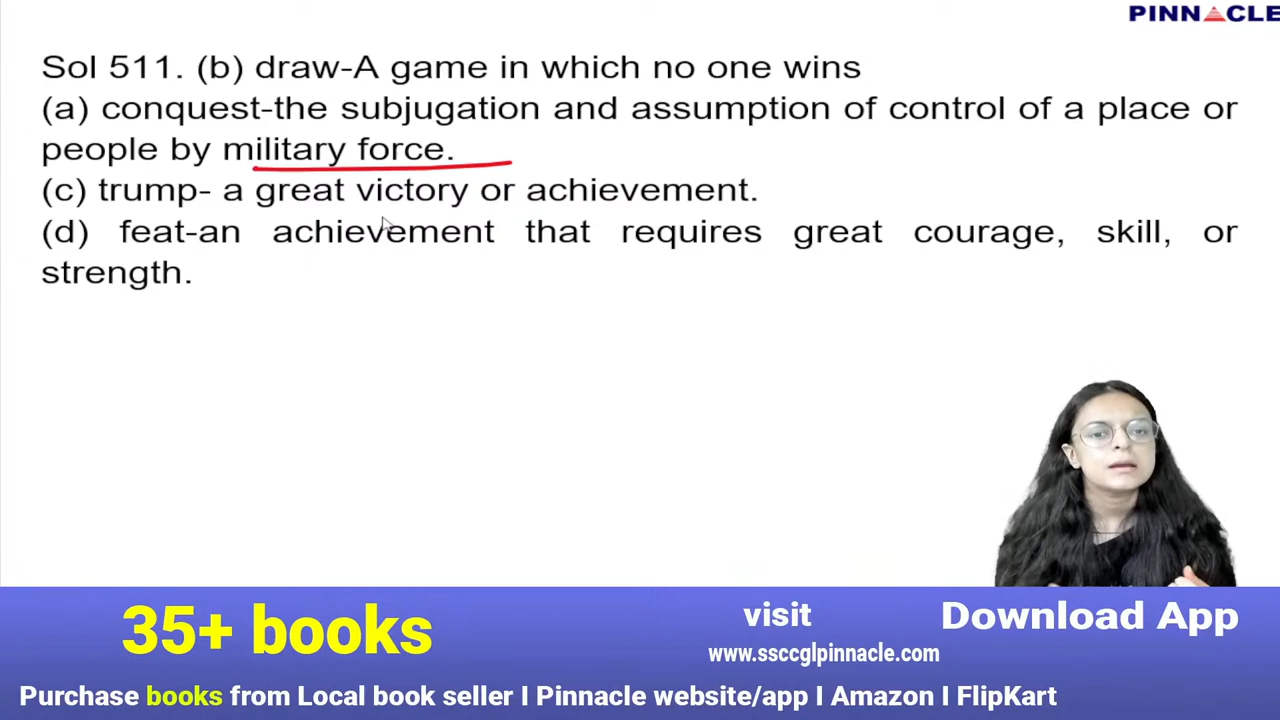 PINNACLE
Sol 511. (b) draw-A game in which no one wins
(a) conquest-the subjugation and assumption of control of a place or
people by military force.
(c) trump- a great victory or achievement.
(d) feat-an achievement that requires great courage, skill, or
strength.
35+ books
visit
www.ssccglpinnacle.com
Download App
Purchase books from Local book seller I Pinnacle website/app I Amazon I FlipKart